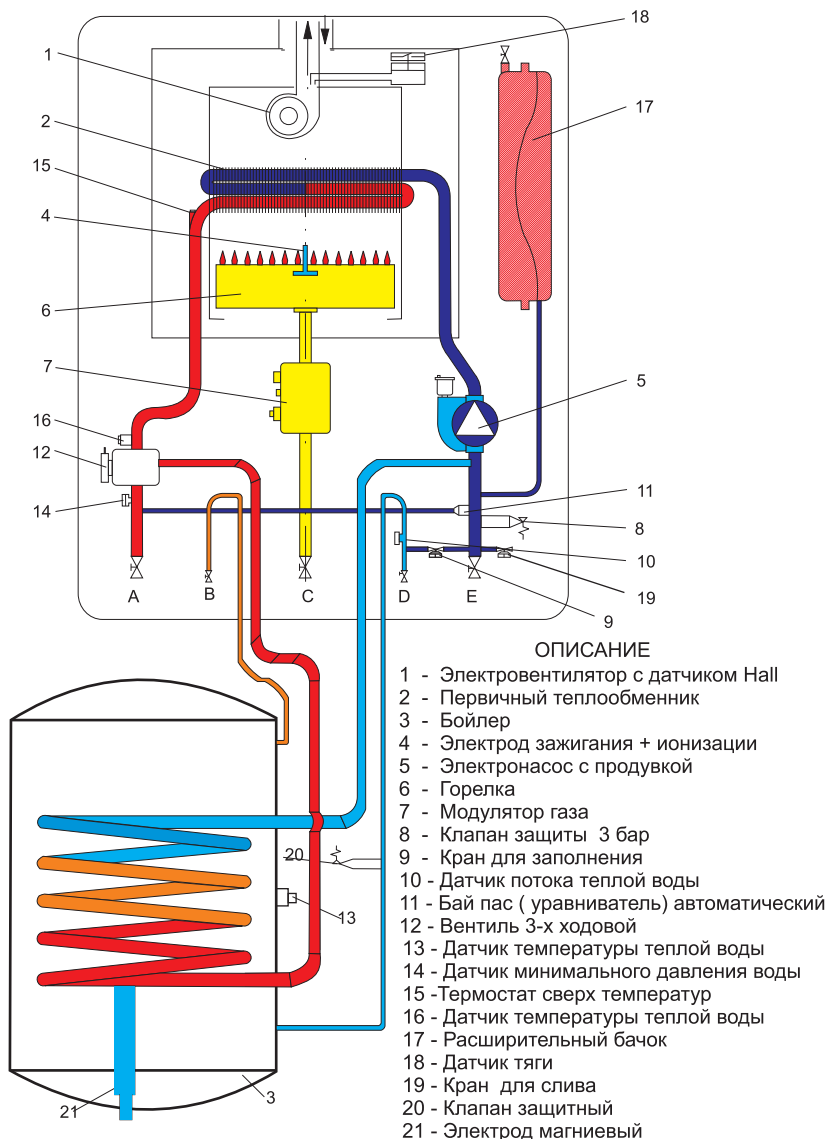 18
1
17
2
15
4
6
7
5
16
12
14
11
8
10
19
9
A
B
C
D
E
20
13
21
3
ОПИСАНИЕ
1 - Электровентилятор с датчиком Hall
2 - Первичный теплообменник
3 - Бойлер
4 - Электрод зажигания + ионизации
5 - Электронасос с продувкой
6 - Горелка
7 - Модулятор газа
8 - Клапан защиты 3 бар
9 - Кран для заполнения
10 - Датчик потока теплой воды
11 - Бай пас ( уравниватель) автоматический
12 - Вентиль 3-х ходовой
13 - Датчик температуры теплой воды
14 - Датчик минимального давления воды
15 -Термостат сверх температур
16 - Датчик температуры теплой воды
17 - Расширительный бачок
18 - Датчик тяги
19 - Кран для слива
20 - Клапан защитный
21 - Электрод магниевый